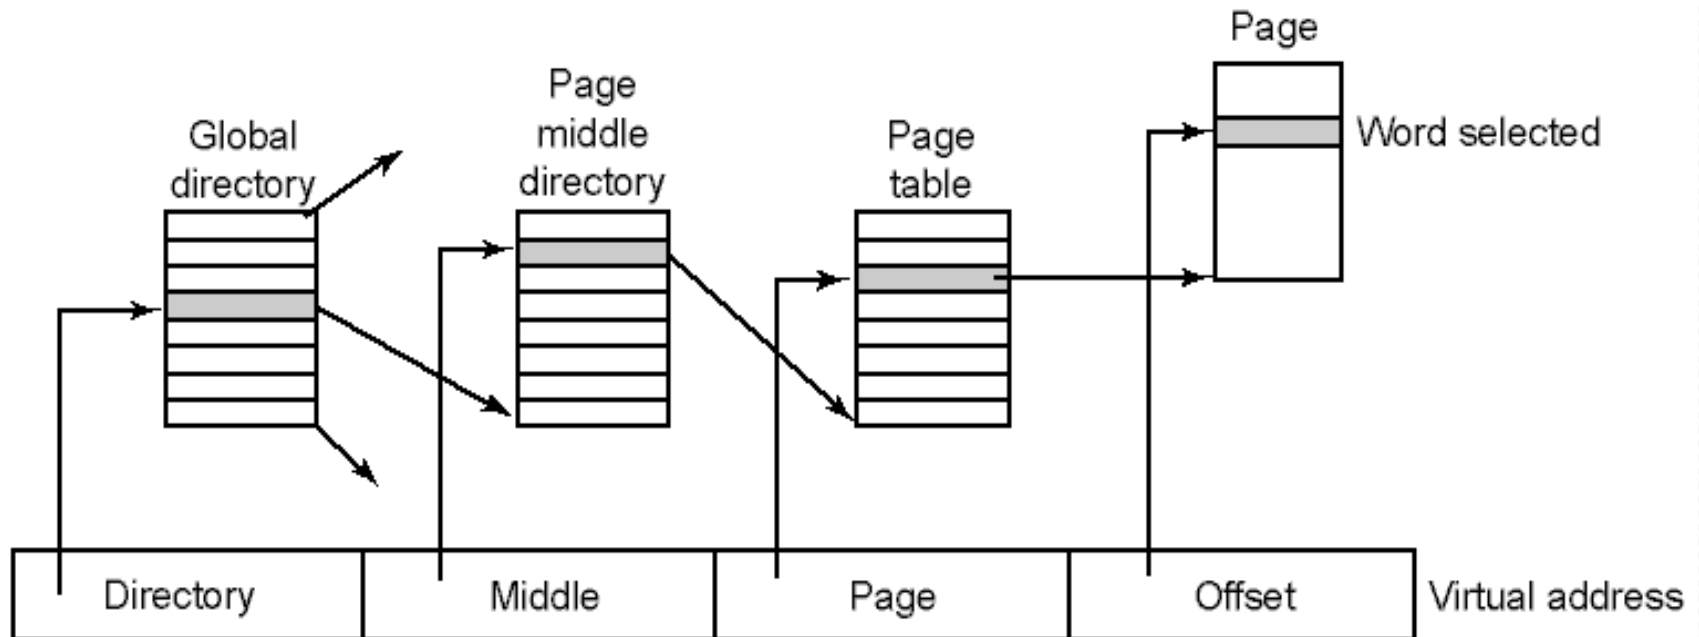 Page
Page
middle
directory
Global
directory
Page
table
Word selected
Directory
Middle
Page
Offset
Virtual address